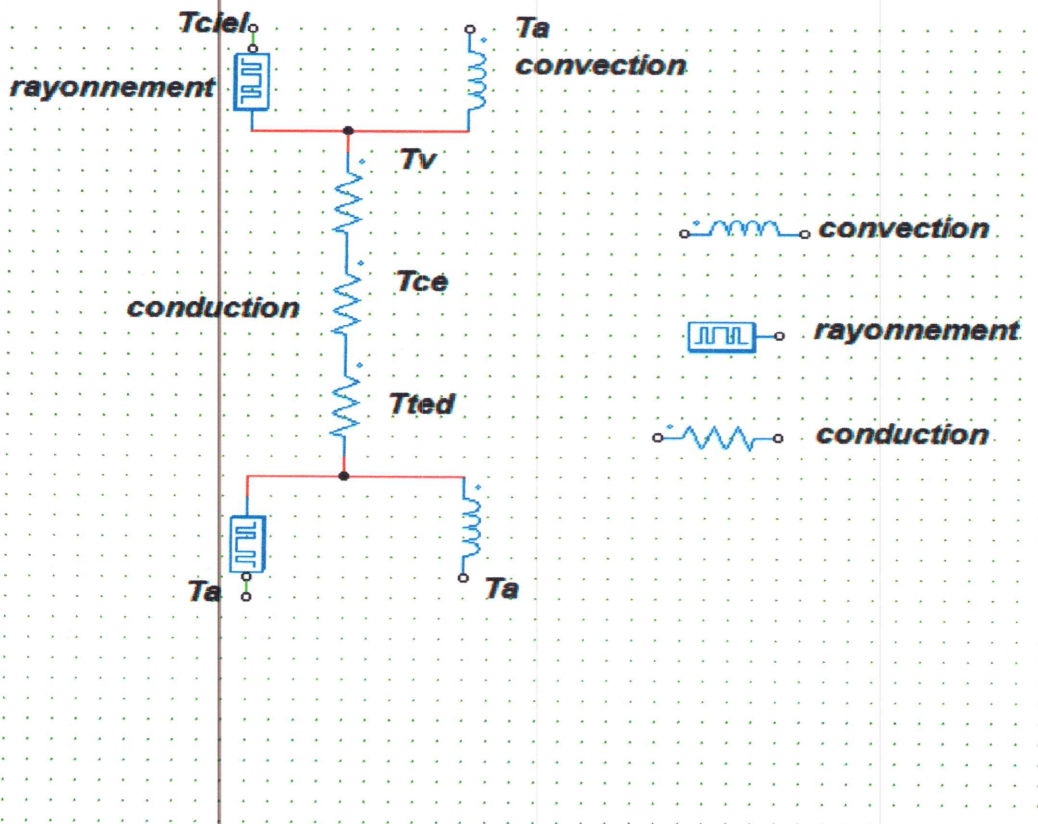 Tciel
Ta
rayonnement
convection
Tv
convection
Tce
conduction
rayonnement
Tted
conduction
Ta
Ta